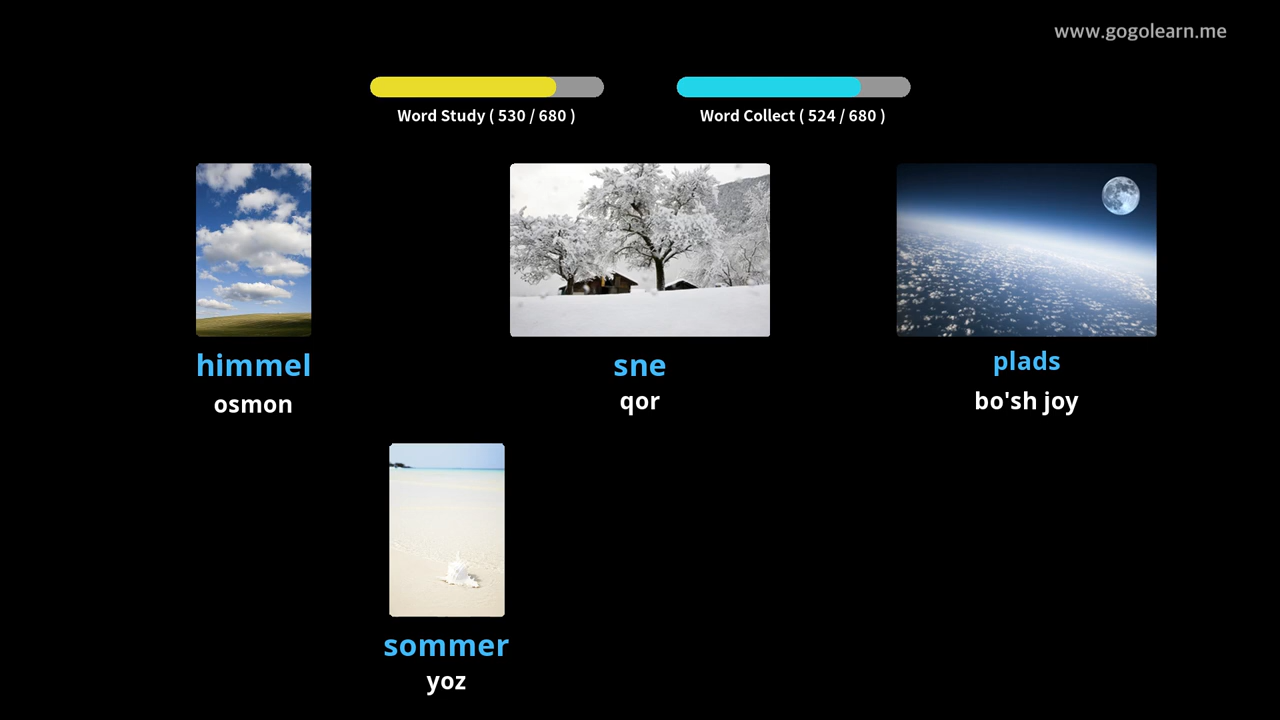 www.gogolearn.me
Word Study ( 530 / 680 )
Word Collect ( 524 / 680 )
himmel
osmon
sne
qor
plads
bo'sh joy
sommer
yoz